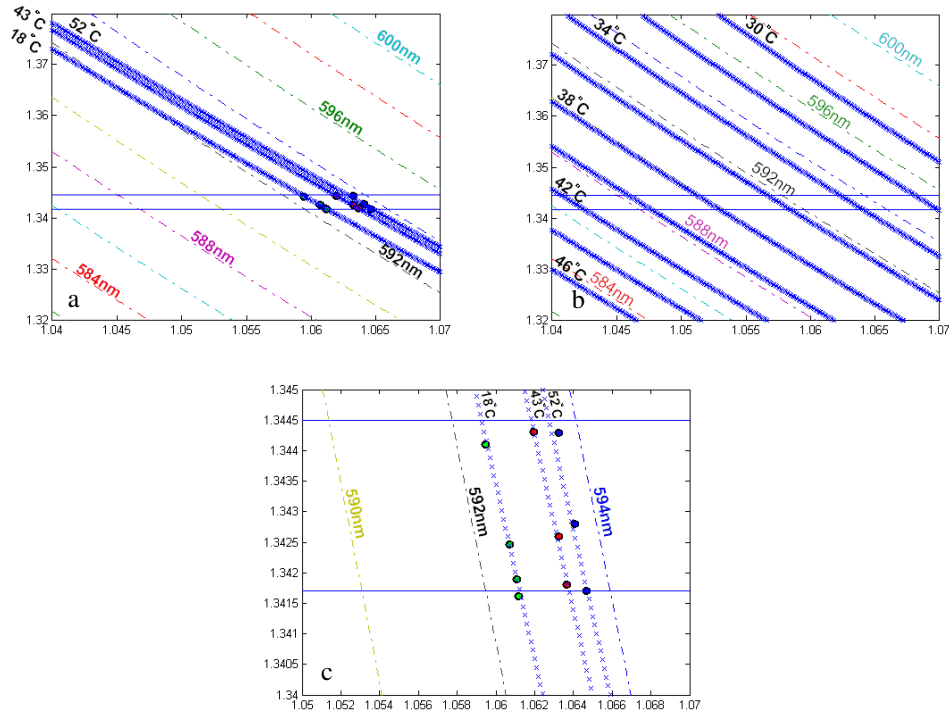 43°C
18°C
52°C
600nm
596nm
592nm
588nm
584nm
1.37
1.36
1.35
1.34
1.33
1.32
1.04
1.045
1.05
1.055
1.06
1.065
1.07
a
34°C
30°C
38°C
42°C
46°C
600nm
596nm
592nm
588nm
584nm
1.37
1.36
1.35
1.34
1.33
1.32
1.04
1.045
1.05
1.055
1.06
1.065
1.07
b
18°C
43°C
52°C
590nm
592nm
594nm
1.345
1.3445
1.344
1.3435
1.343
1.3425
1.342
1.3415
1.341
1.3405
1.34
1.05
1.052
1.054
1.056
1.058
1.06
1.062
1.064
1.066
1.068
1.07
c